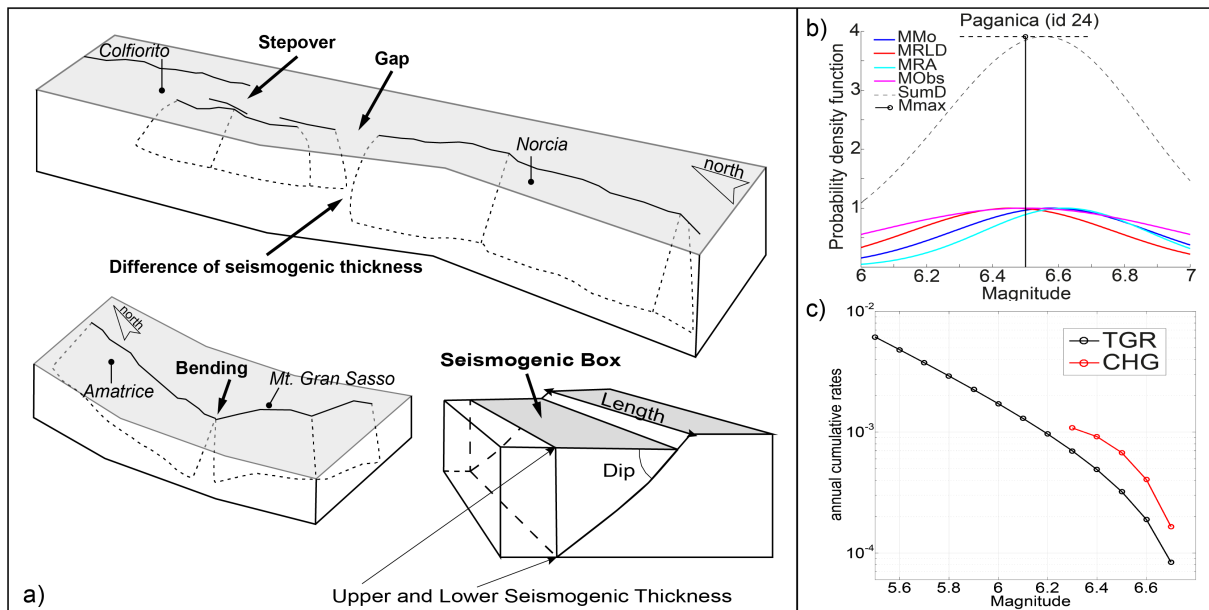 Colfiorito
Stepover
Gap
Norcia
north
Difference of seismogenic thickness
north
Bending
Amatrice
Mt. Gran Sasso
Seismogenic Box
Length
Dip
Upper and Lower Seismogenic Thickness
a)
b)
Paganica (id 24)
MMo
MRLD
MRA
MObs
SumD
Mmax
Probability density function
4
3
2
1
6 6.2 6.4 6.6 6.8 7
Magnitude
c)
TGR
CHG
annual cumulative rates
10-2
10-3
10-4
5.6 5.8 6 6.2 6.4 6.6
Magnitude